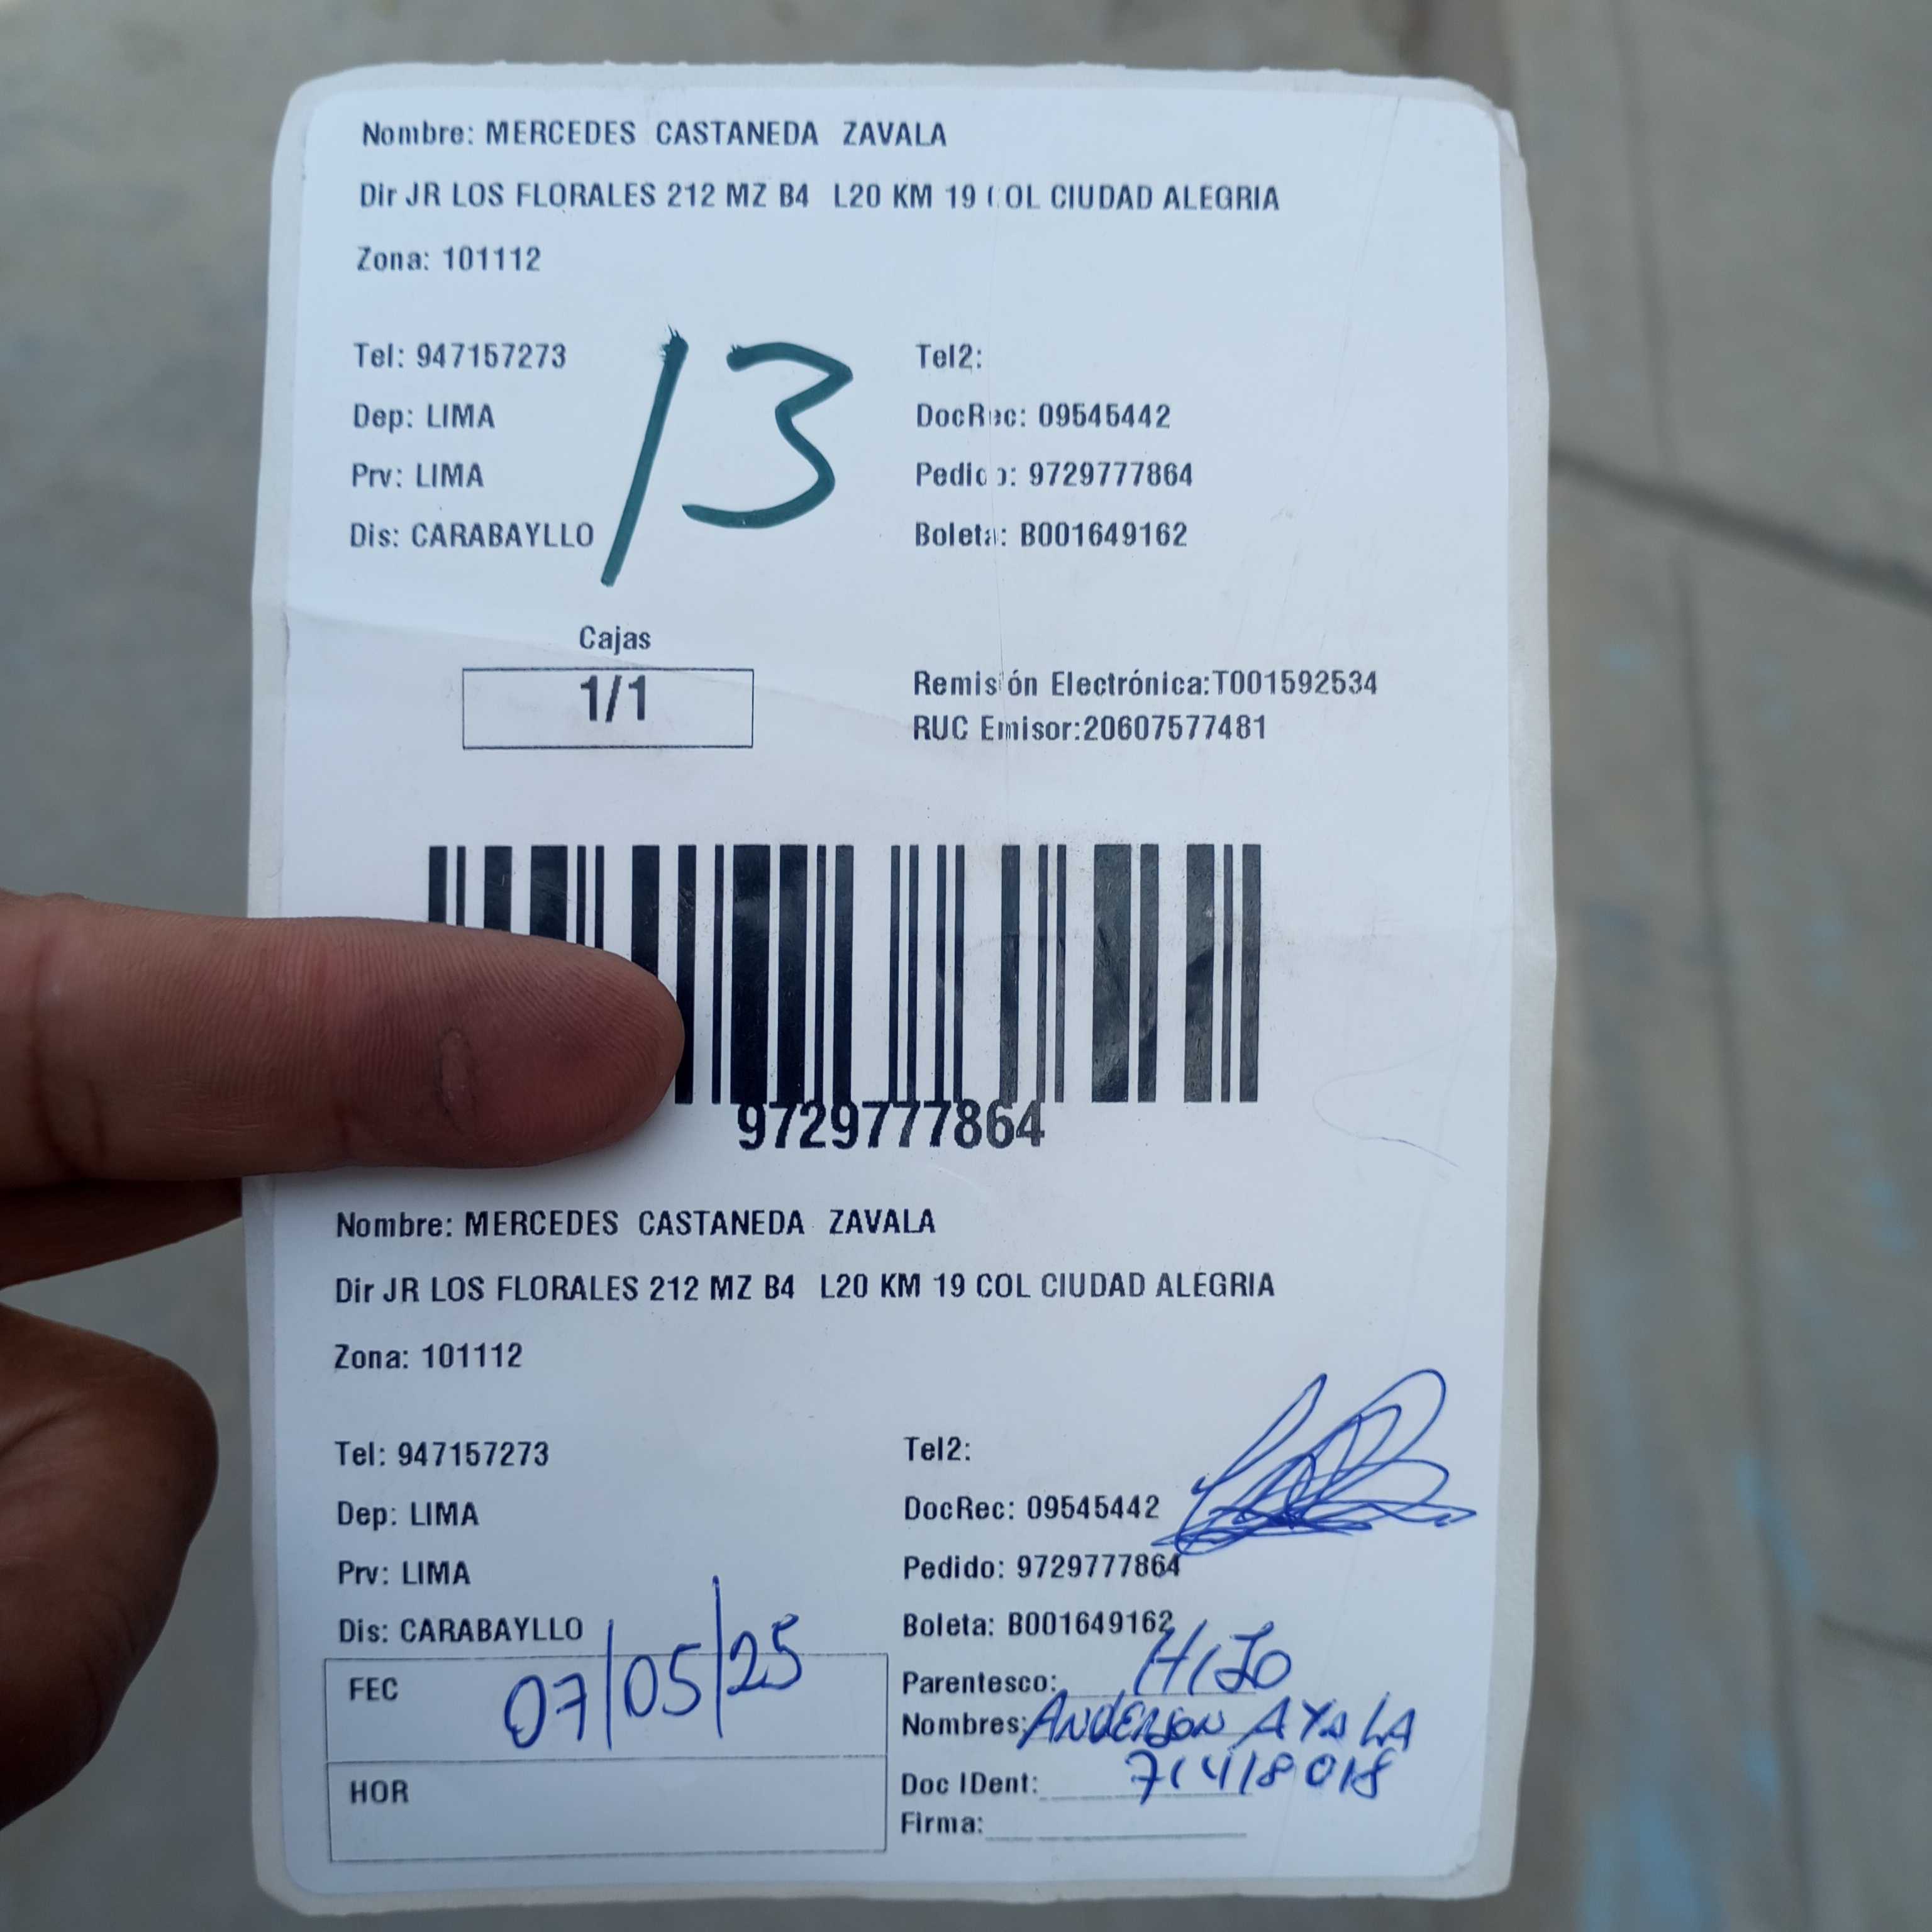 Nombre: MERCEDES CASTANEDA ZAVALA
Dir JR LOS FLORALES 212 MZ B4 L20 KM 19 COL CIUDAD ALEGRIA
Zona: 101112
13
Tel: 947157273 Tel2:
Dep: LIMA DocRec: 09545442
Prv: LIMA Pedido: 9729777864
Dis: CARABAYLLO Boleta: B001649162
Cajas
1/1
Remisión Electrónica:T001592534
RUC Emisor:20607577481
9729777864
Nombre: MERCEDES CASTANEDA ZAVALA
Dir JR LOS FLORALES 212 MZ B4 L20 KM 19 COL CIUDAD ALEGRIA
Zona: 101112
Tel: 947157273 Tel2:
Dep: LIMA DocRec: 09545442
Prv: LIMA Pedido: 9729777864
Dis: CARABAYLLO Boleta: B001649162
FEC 07/05/25
HOR
Parentesco: HIJO
Nombres: ANDERSON AYALA
Doc IDent: 71418018
Firma: